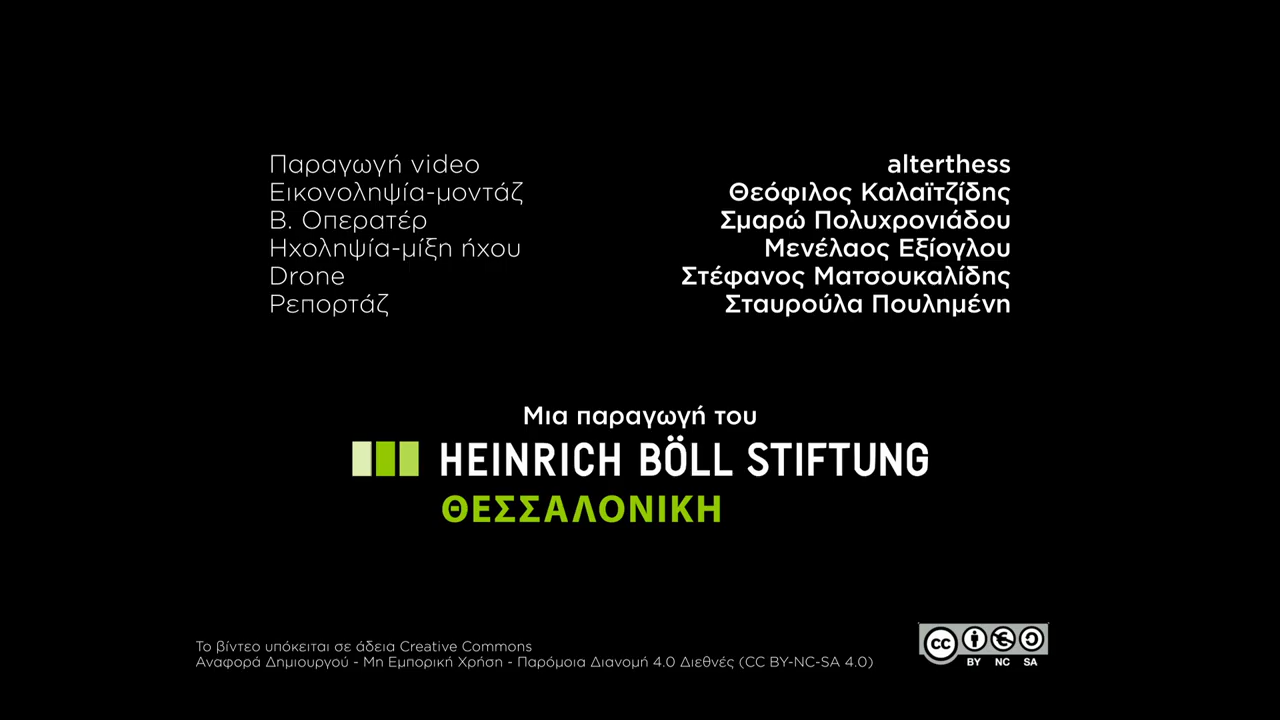 Παραγωγή video alterthess
Εικονοληψία-μοντάζ Θεόφιλος Καλαϊτζίδης
Β. Οπερατέρ Σμαρώ Πολυχρονιάδου
Ηχοληψία-μίξη ήχου Μενέλαος Εξίογλου
Drone Στέφανος Ματσουκαλίδης
Ρεπορτάζ Σταυρούλα Πουλημένη
Μια παραγωγή του
HEINRICH BÖLL STIFTUNG
ΘΕΣΣΑΛΟΝΙΚΗ
Το βίντεο υπόκειται σε άδεια Creative Commons
Αναφορά Δημιουργού - Μη Εμπορική Χρήση - Παρόμοια Διανομή 4.0 Διεθνές (CC BY-NC-SA 4.0)
cc
BY NC SA